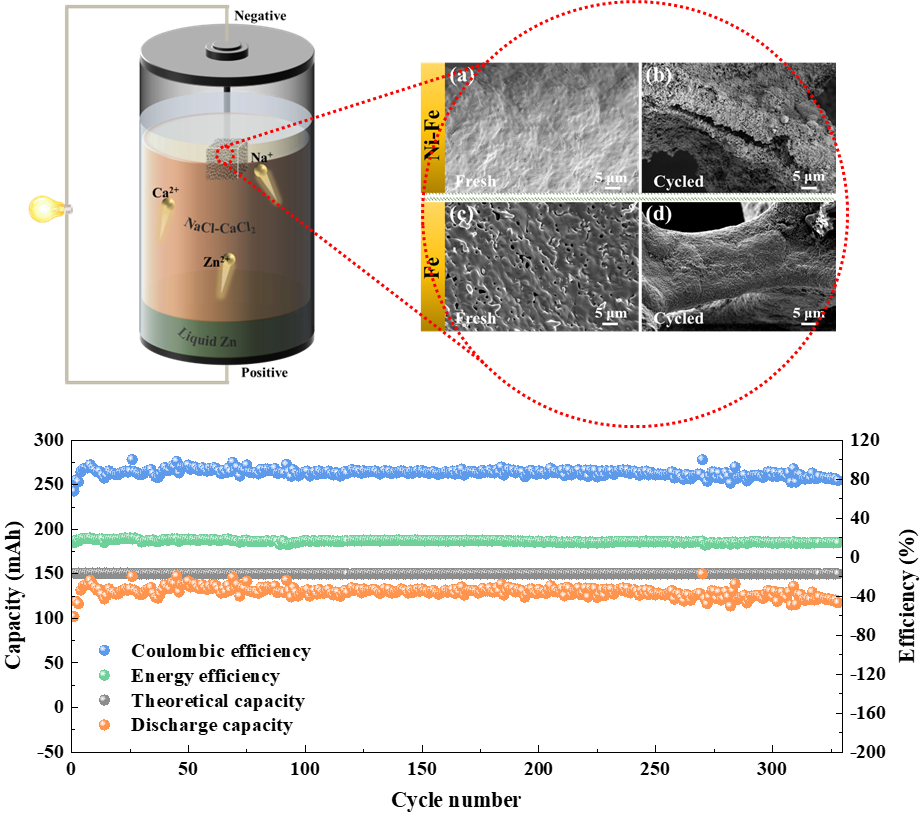 Negative
Na⁺
Ca²⁺
NaCl-CaCl₂
Zn²⁺
Liquid Zn
Positive
Ni-Fe
(a)
Fresh
5 μm
(b)
Cycled
5 μm
Fe
(c)
Fresh
5 μm
(d)
Cycled
5 μm
Capacity (mAh)
300
250
200
150
100
50
0
-50
Coulombic efficiency
Energy efficiency
Theoretical capacity
Discharge capacity
120
80
40
0
-40
-80
-120
-160
-200
Efficiency (%)
0 50 100 150 200 250 300
Cycle number